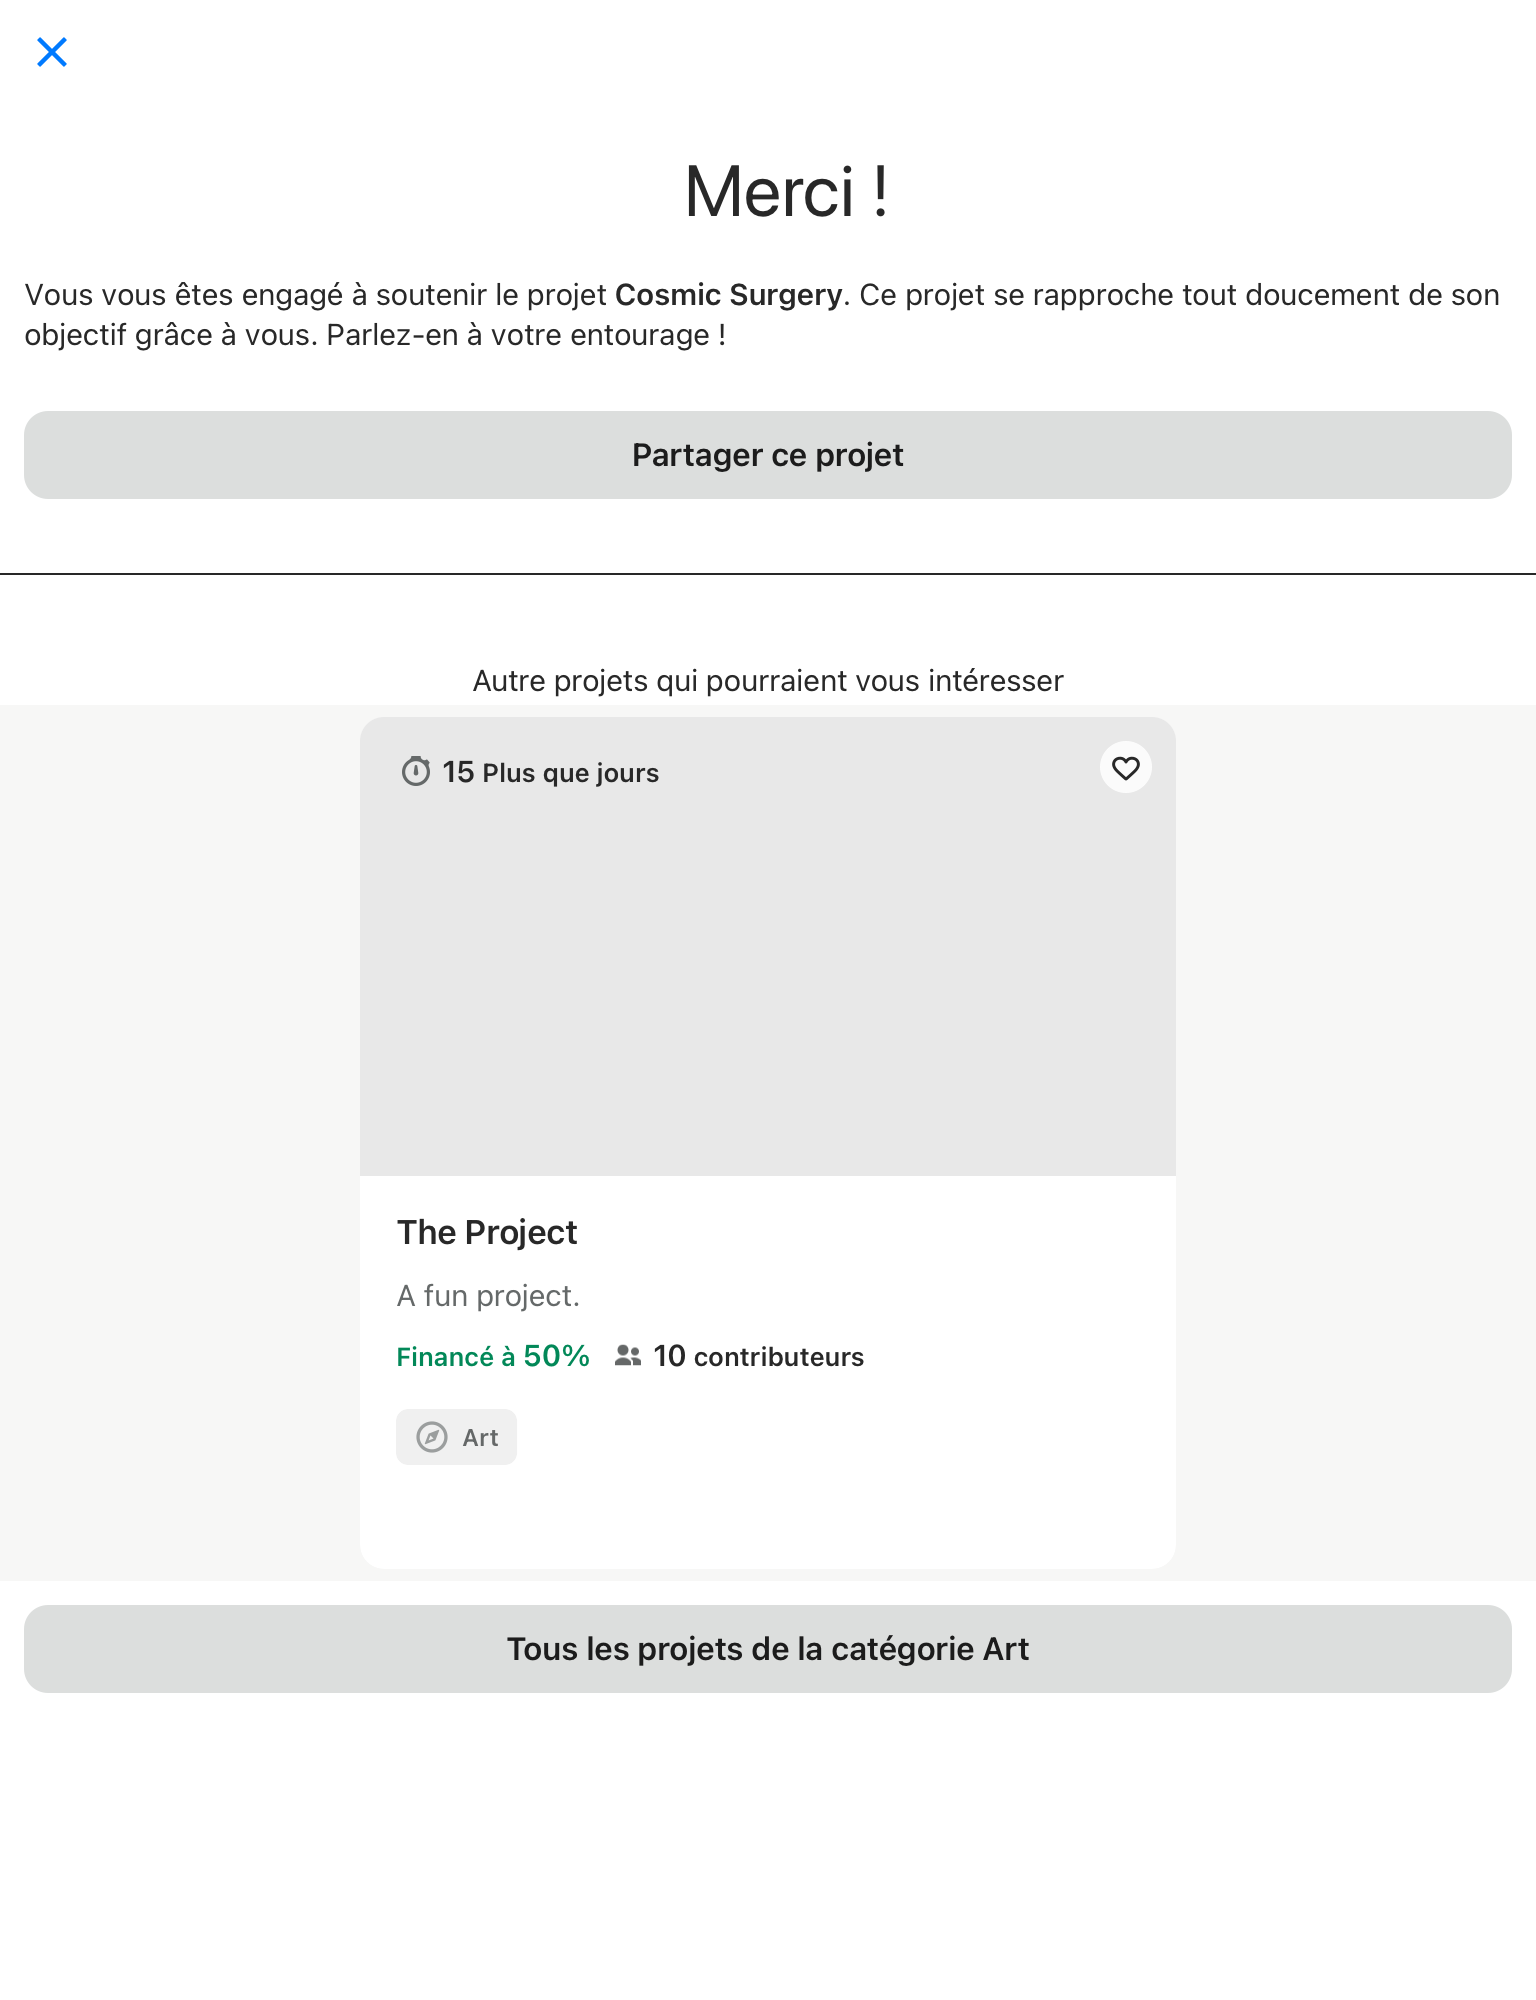 Merci !
Vous vous êtes engagé à soutenir le projet Cosmic Surgery. Ce projet se rapproche tout doucement de son
objectif grâce à vous. Parlez-en à votre entourage !
Partager ce projet
Autre projets qui pourraient vous intéresser
15 Plus que jours
The Project
A fun project.
Financé à 50% 10 contributeurs
Art
Tous les projets de la catégorie Art